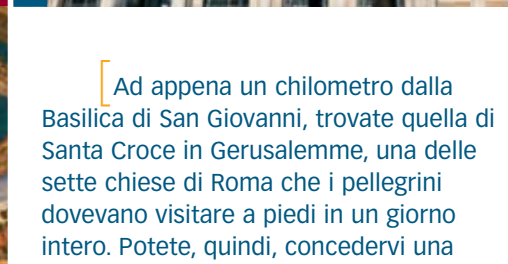 Ad appena un chilometro dalla
Basilica di San Giovanni, trovate quella di
Santa Croce in Gerusalemme, una delle
sette chiese di Roma che i pellegrini
dovevano visitare a piedi in un giorno
intero. Potete, quindi, concedervi una